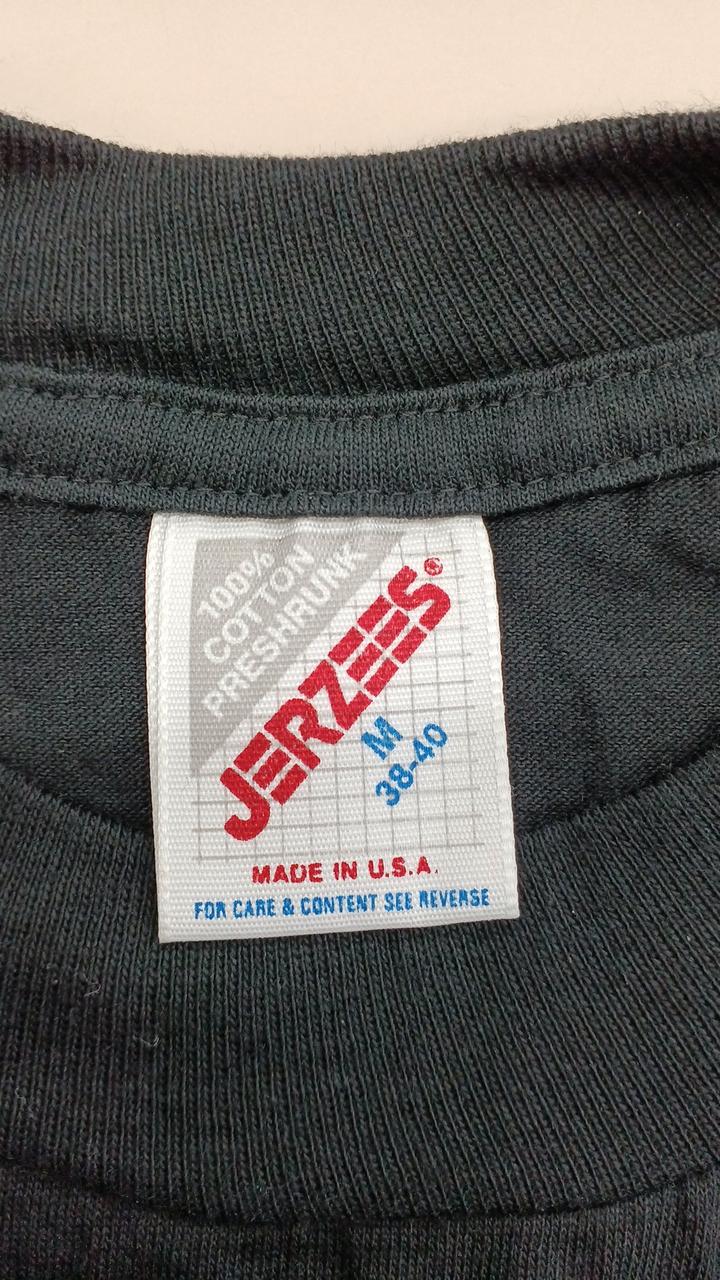 100%
COTTON
PRESHRUNK
JERZEES®
M
38-40
MADE IN U.S.A.
FOR CARE & CONTENT SEE REVERSE